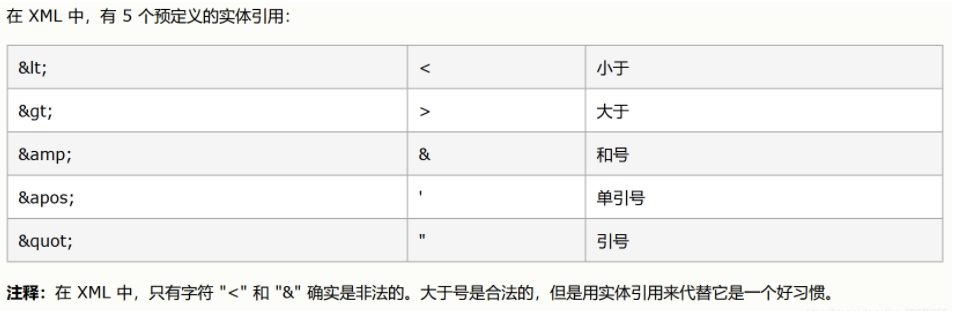 在 XML 中，有 5 个预定义的实体引用：
&lt; < 小于
&gt; > 大于
&amp; & 和号
&apos; ' 单引号
&quot; " 引号
注释：在 XML 中，只有字符 "<" 和 "&" 确实是非法的。大于号是合法的，但是用实体引用来代替它是一个好习惯。